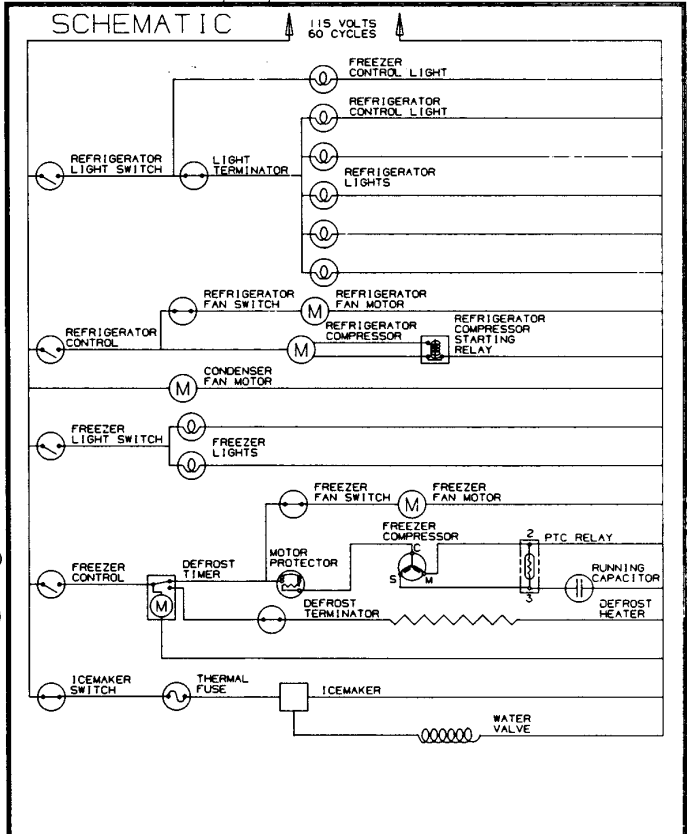 SCHEMATIC
115 VOLTS
60 CYCLES
FREEZER
CONTROL LIGHT
REFRIGERATOR
CONTROL LIGHT
REFRIGERATOR
LIGHT SWITCH
LIGHT
TERMINATOR
REFRIGERATOR
LIGHTS
REFRIGERATOR
FAN SWITCH
REFRIGERATOR
FAN MOTOR
M
REFRIGERATOR
CONTROL
REFRIGERATOR
COMPRESSOR
M
REFRIGERATOR
COMPRESSOR
STARTING
RELAY
CONDENSER
FAN MOTOR
M
FREEZER
LIGHT SWITCH
FREEZER
LIGHTS
FREEZER
FAN SWITCH
FREEZER
FAN MOTOR
M
FREEZER
COMPRESSOR
C
S
M
2
PTC RELAY
3
RUNNING
CAPACITOR
FREEZER
CONTROL
DEFROST
TIMER
M
MOTOR
PROTECTOR
DEFROST
TERMINATOR
DEFROST
HEATER
ICEMAKER
SWITCH
THERMAL
FUSE
ICEMAKER
WATER
VALVE